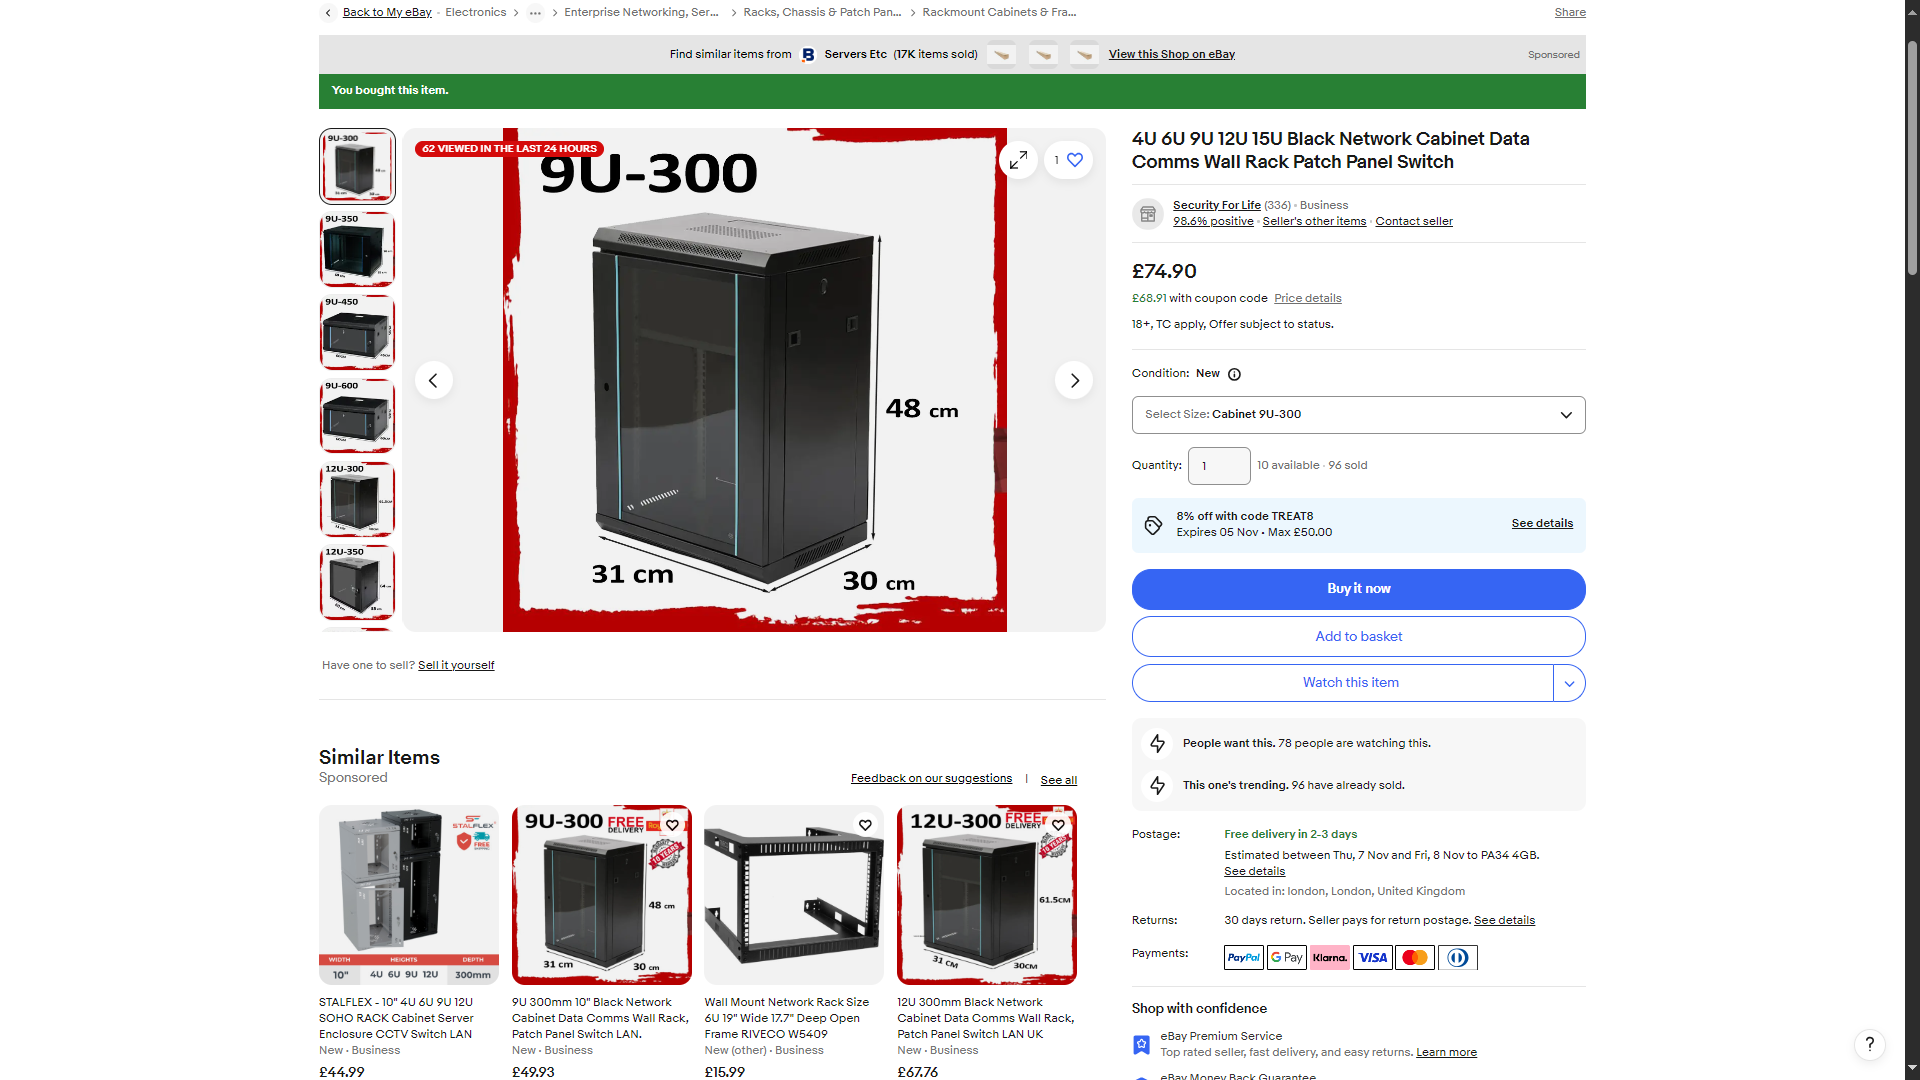 Back to My eBay · Electronics > ... > Enterprise Networking, Ser... > Racks, Chassis & Patch Pan... > Rackmount Cabinets & Fra...
Share
Find similar items from Servers Etc (17K items sold) View this Shop on eBay
Sponsored
You bought this item.
62 VIEWED IN THE LAST 24 HOURS
1
9U-300
48 cm
31 cm
30 cm
9U-300
9U-350
9U-450
9U-600
12U-300
12U-350
Have one to sell? Sell it yourself
4U 6U 9U 12U 15U Black Network Cabinet Data
Comms Wall Rack Patch Panel Switch
Security For Life (336) · Business
98.6% positive · Seller's other items · Contact seller
£74.90
£68.91 with coupon code Price details
18+, TC apply, Offer subject to status.
Condition: New
Select Size: Cabinet 9U-300
Quantity: 1 10 available · 96 sold
8% off with code TREAT8
Expires 05 Nov • Max £50.00
See details
Buy it now
Add to basket
Watch this item
People want this. 78 people are watching this.
This one's trending. 96 have already sold.
Postage: Free delivery in 2-3 days
Estimated between Thu, 7 Nov and Fri, 8 Nov to PA34 4GB.
See details
Located in: london, London, United Kingdom
Returns: 30 days return. Seller pays for return postage. See details
Payments: PayPal G Pay Klarna. VISA
Shop with confidence
eBay Premium Service
Top rated seller, fast delivery, and easy returns. Learn more
eBay Money Back Guarantee
?
Similar Items
Sponsored
Feedback on our suggestions | See all
STALFLEX
FREE
WIDTH HEIGHTS DEPTH
10" 4U 6U 9U 12U 300mm
STALFLEX - 10" 4U 6U 9U 12U
SOHO RACK Cabinet Server
Enclosure CCTV Switch LAN
New · Business
£44.99
9U-300 FREE
DELIVERY
10 YEARS
48 cm
31 cm
30 cm
9U 300mm 10" Black Network
Cabinet Data Comms Wall Rack,
Patch Panel Switch LAN.
New · Business
£49.93
Wall Mount Network Rack Size
6U 19" Wide 17.7" Deep Open
Frame RIVECO W5409
New (other) · Business
£15.99
12U-300 FREE
DELIVERY
10 YEARS
61.5CM
31 CM
30CM
12U 300mm Black Network
Cabinet Data Comms Wall Rack,
Patch Panel Switch LAN UK
New · Business
£67.76